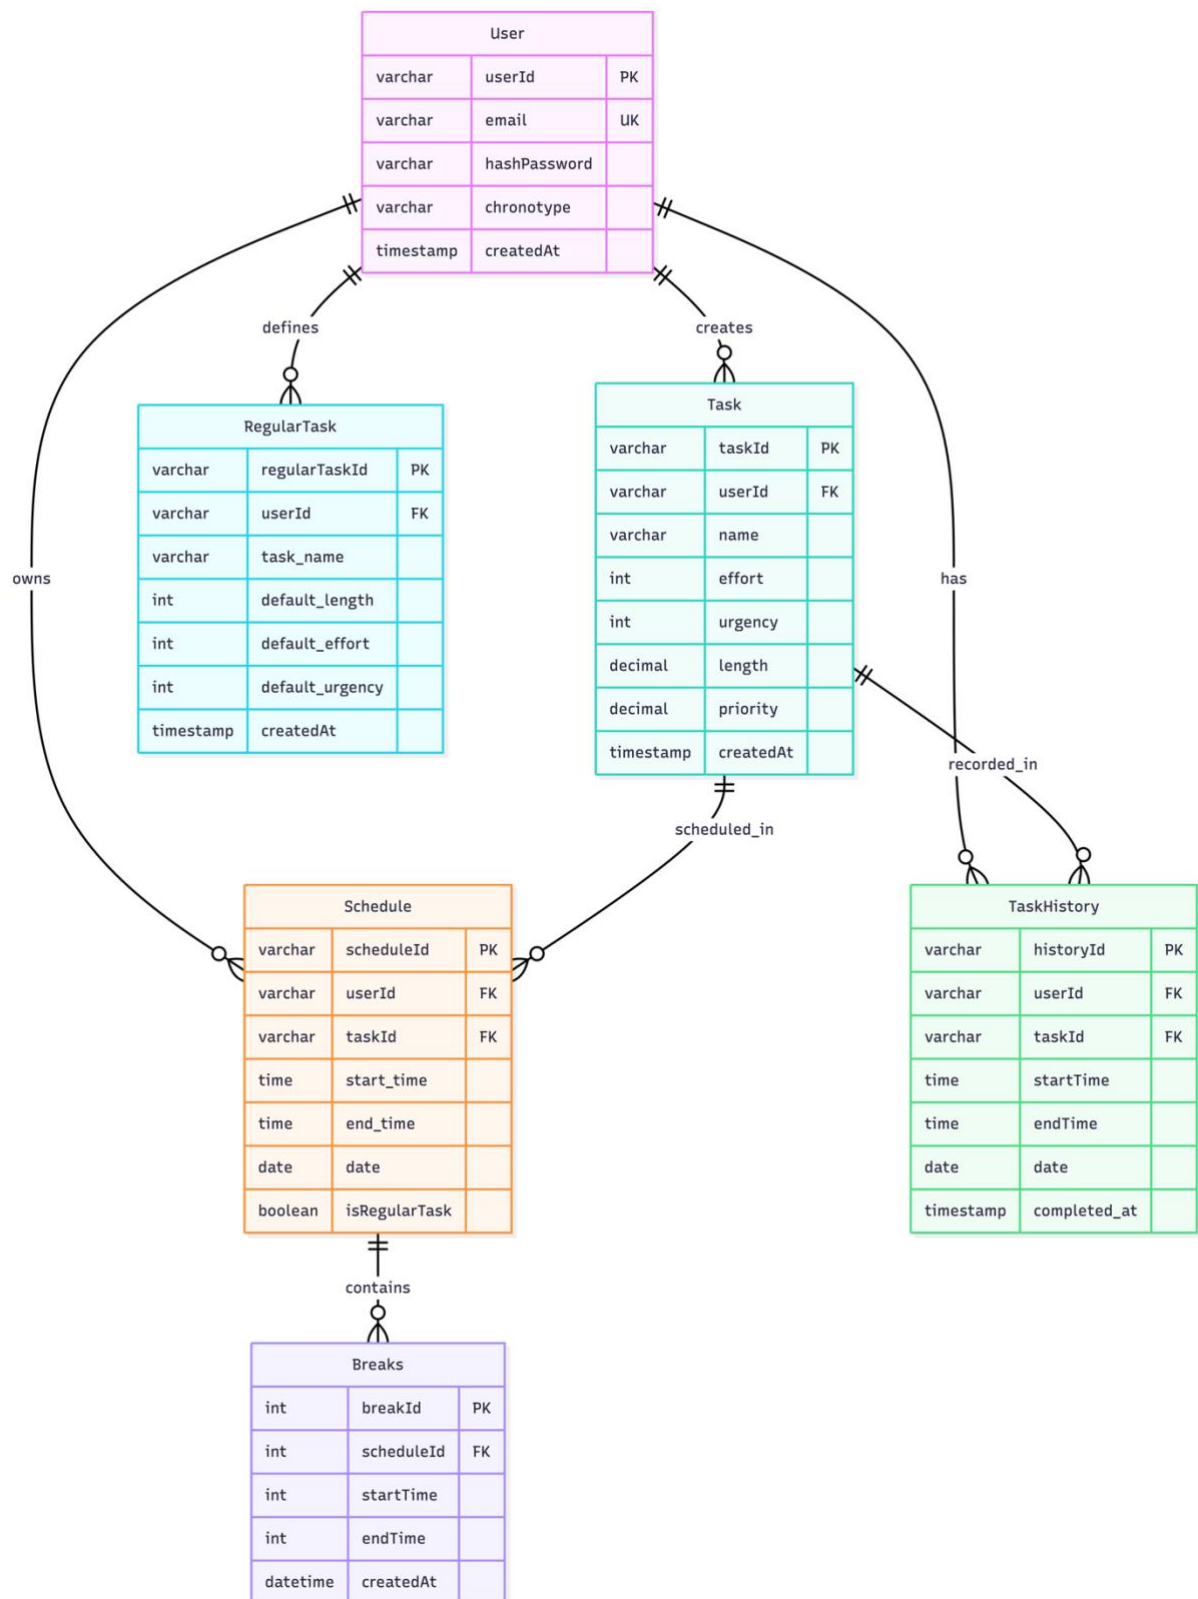 User
varchar userId PK
varchar email UK
varchar hashPassword
varchar chronotype
timestamp createdAt
defines
creates
RegularTask
varchar regularTaskId PK
varchar userId FK
varchar task_name
int default_length
int default_effort
int default_urgency
timestamp createdAt
Task
varchar taskId PK
varchar userId FK
varchar name
int effort
int urgency
decimal length
decimal priority
timestamp createdAt
owns
has
recorded_in
scheduled_in
Schedule
varchar scheduleId PK
varchar userId FK
varchar taskId FK
time start_time
time end_time
date date
boolean isRegularTask
TaskHistory
varchar historyId PK
varchar userId FK
varchar taskId FK
time startTime
time endTime
date date
timestamp completed_at
contains
Breaks
int breakId PK
int scheduleId FK
int startTime
int endTime
datetime createdAt